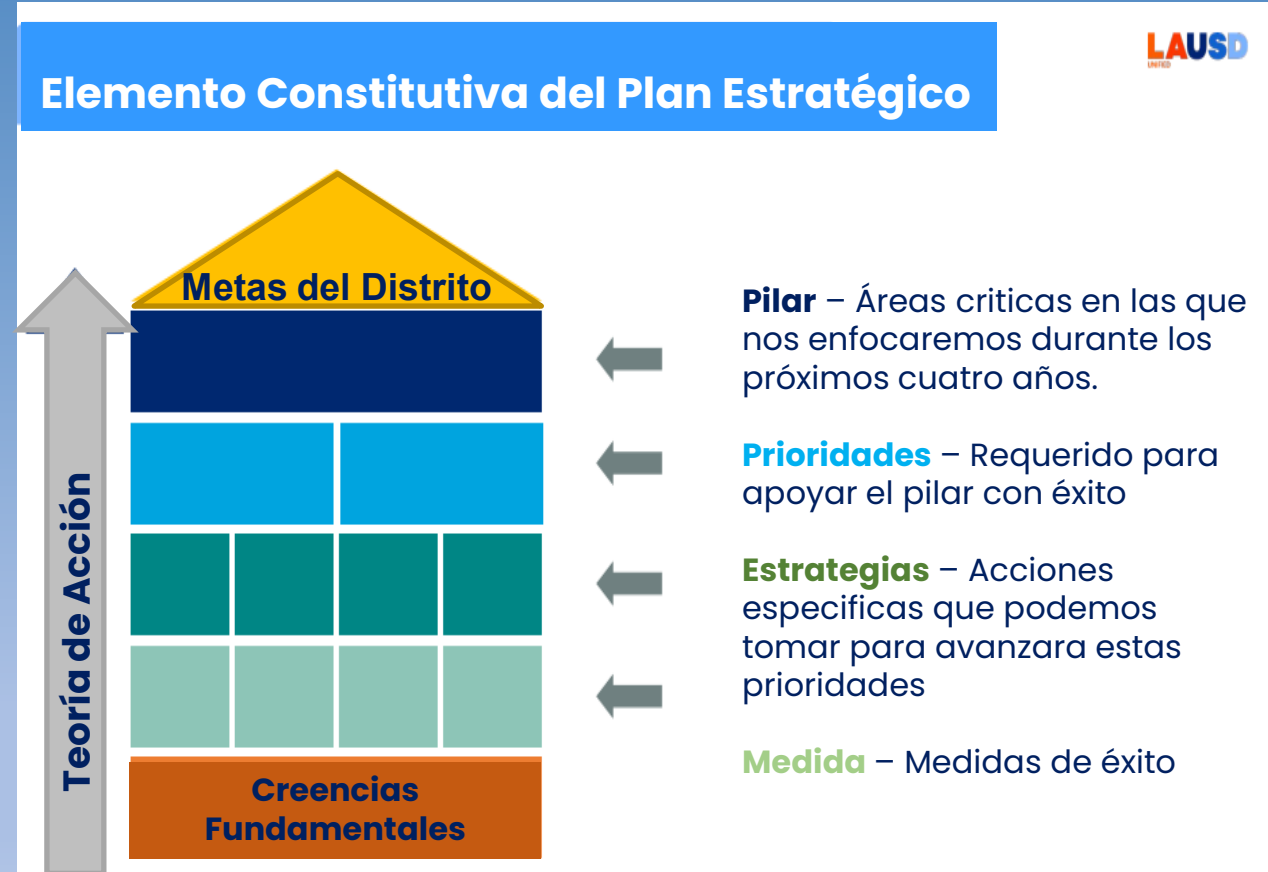 Elemento Constitutiva del Plan Estratégico
LAUSD
UNIFIED
Metas del Distrito
Teoría de Acción
Creencias
Fundamentales
Pilar – Áreas criticas en las que
nos enfocaremos durante los
próximos cuatro años.
Prioridades – Requerido para
apoyar el pilar con éxito
Estrategias – Acciones
especificas que podemos
tomar para avanzara estas
prioridades
Medida – Medidas de éxito